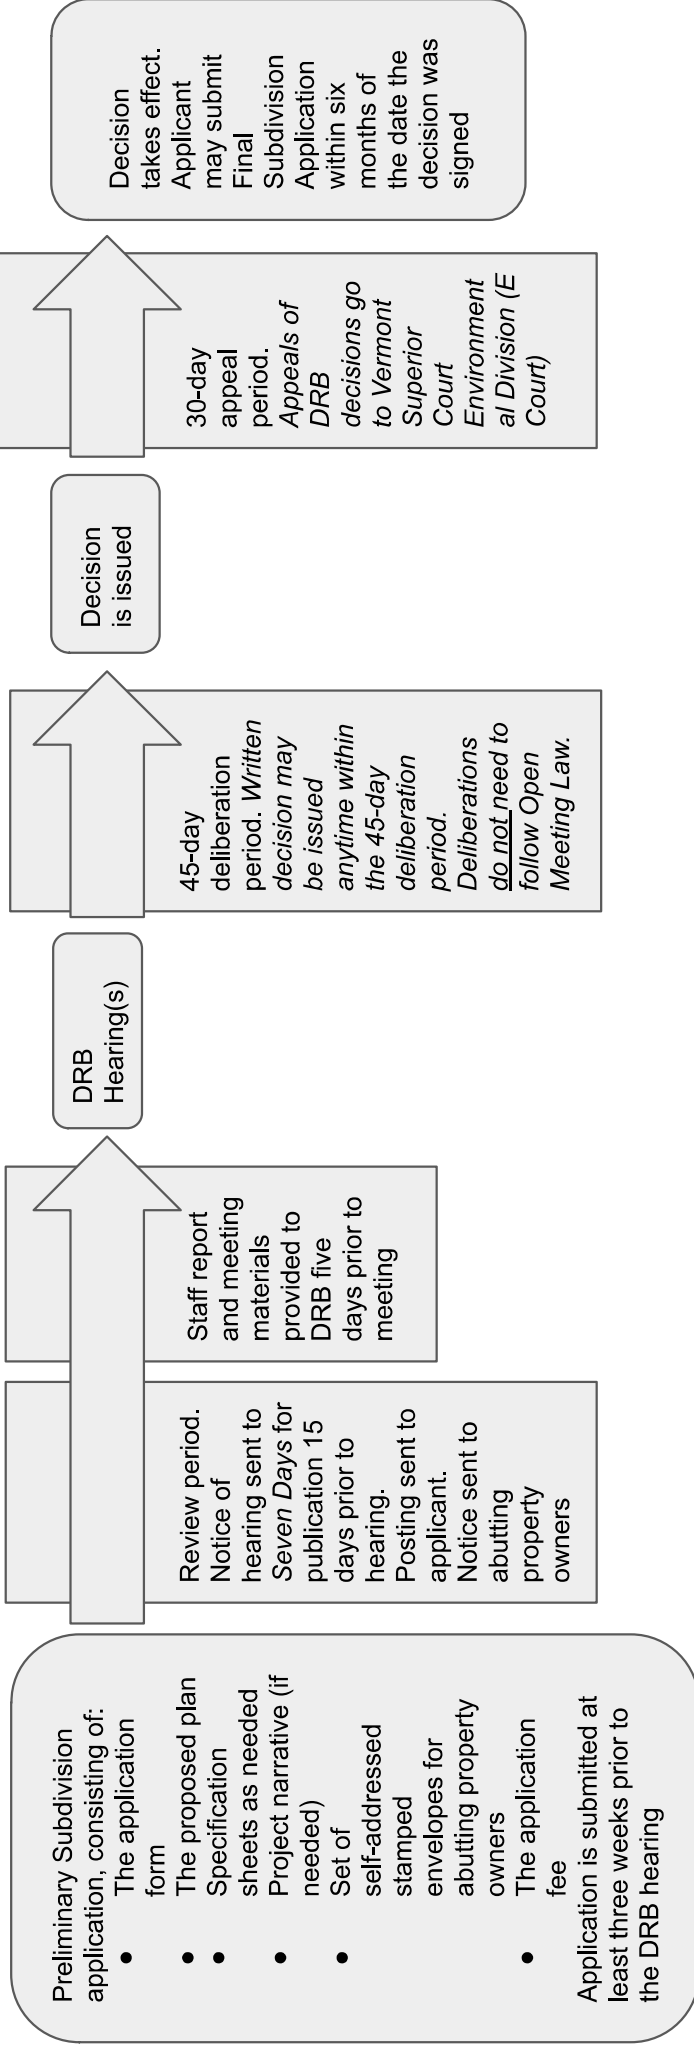 Preliminary Subdivision
application, consisting of:
● The application
form
● The proposed plan
● Specification
sheets as needed
● Project narrative (if
needed)
● Set of
self-addressed
stamped
envelopes for
abutting property
owners
● The application
fee
Application is submitted at
least three weeks prior to
the DRB hearing
Review period.
Notice of
hearing sent to
Seven Days for
publication 15
days prior to
hearing.
Posting sent to
applicant.
Notice sent to
abutting
property
owners
Staff report
and meeting
materials
provided to
DRB five
days prior to
meeting
DRB
Hearing(s)
45-day
deliberation
period. Written
decision may
be issued
anytime within
the 45-day
deliberation
period.
Deliberations
do not need to
follow Open
Meeting Law.
Decision
is issued
30-day
appeal
period.
Appeals of
DRB
decisions go
to Vermont
Superior
Court
Environment
al Division (E
Court)
Decision
takes effect.
Applicant
may submit
Final
Subdivision
Application
within six
months of
the date the
decision was
signed